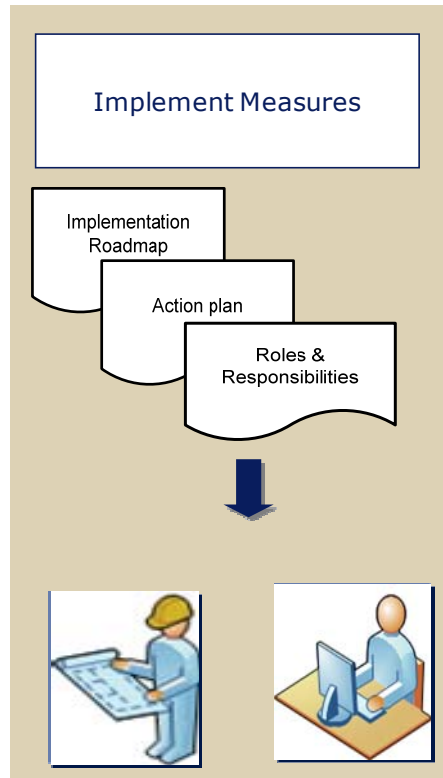 Implement Measures
Implementation
Roadmap
Action plan
Roles &
Responsibilities